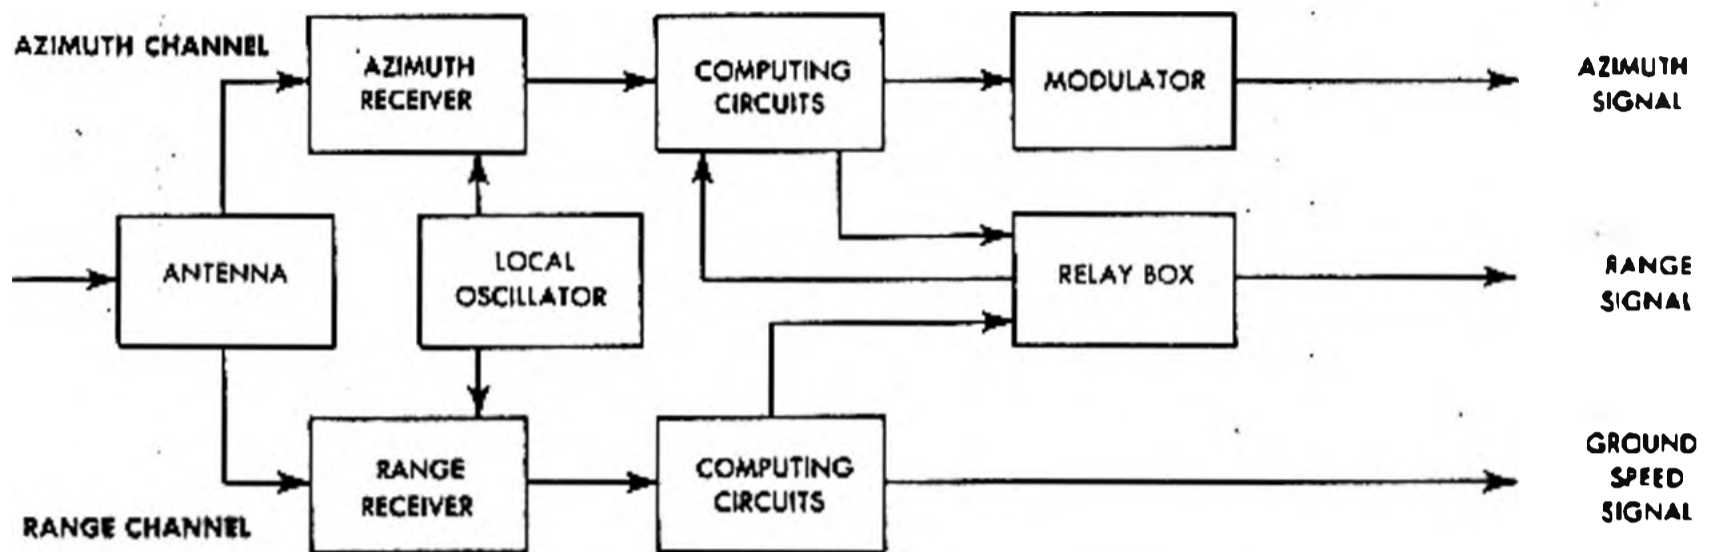 AZIMUTH CHANNEL
AZIMUTH
RECEIVER
COMPUTING
CIRCUITS
MODULATOR
AZIMUTH
SIGNAL
ANTENNA
LOCAL
OSCILLATOR
RELAY BOX
RANGE
SIGNAL
RANGE CHANNEL
RANGE
RECEIVER
COMPUTING
CIRCUITS
GROUND
SPEED
SIGNAL